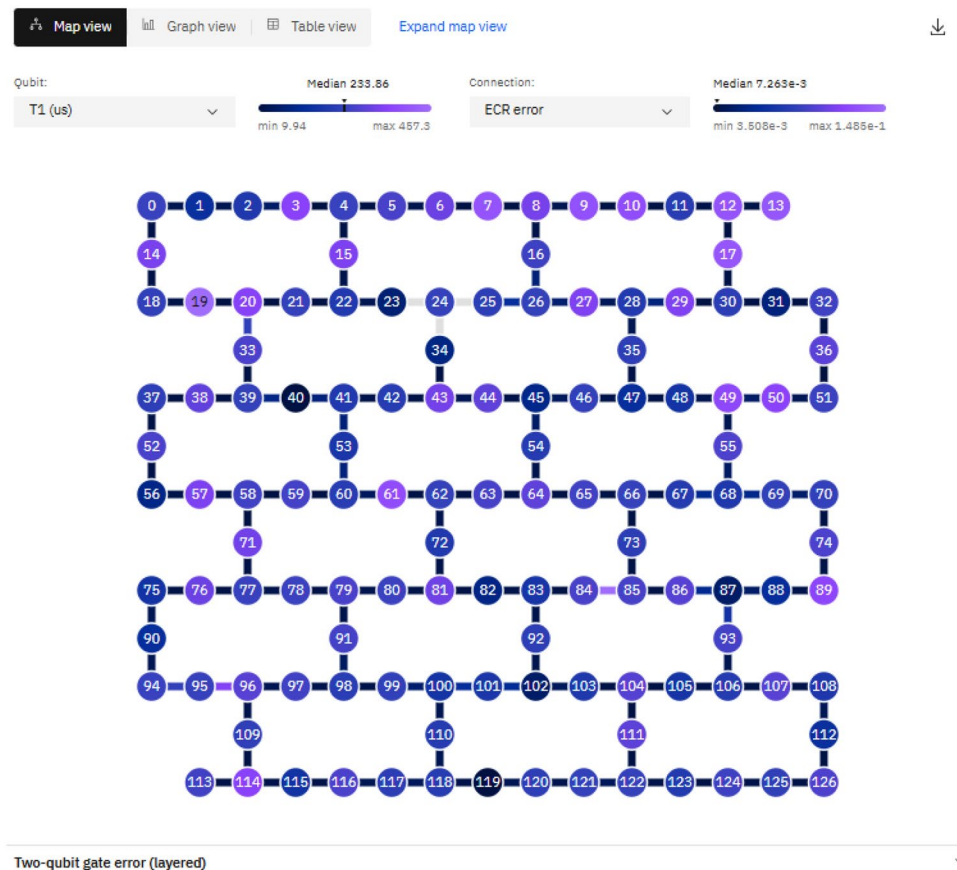 Map view Graph view Table view Expand map view
Qubit: Median 233.86 Connection: Median 7.263e-3
T1 (us) ECR error
min 9.94 max 457.3 min 3.508e-3 max 1.485e-1
0 1 2 3 4 5 6 7 8 9 10 11 12 13
14 15 16 17
18 19 20 21 22 23 24 25 26 27 28 29 30 31 32
33 34 35 36
37 38 39 40 41 42 43 44 45 46 47 48 49 50 51
52 53 54 55
56 57 58 59 60 61 62 63 64 65 66 67 68 69 70
71 72 73 74
75 76 77 78 79 80 81 82 83 84 85 86 87 88 89
90 91 92 93
94 95 96 97 98 99 100 101 102 103 104 105 106 107 108
109 110 111 112
113 114 115 116 117 118 119 120 121 122 123 124 125 126
Two-qubit gate error (layered)